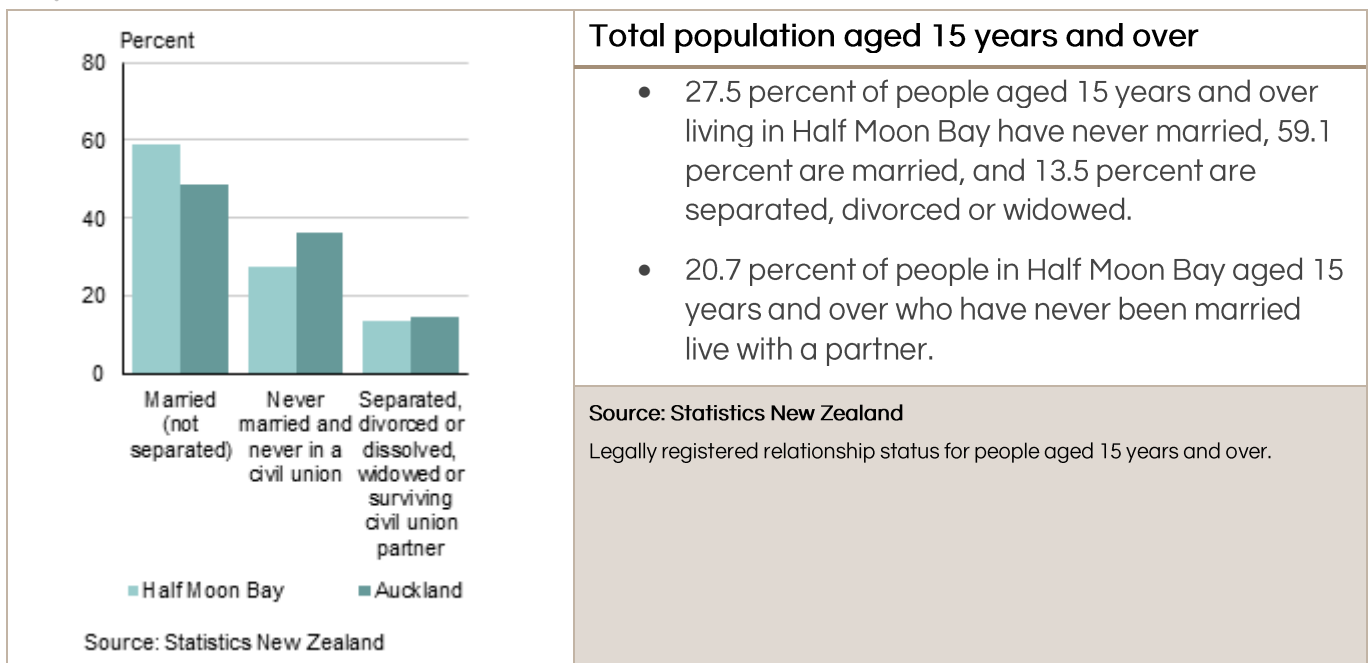 Percent
80
60
40
20
0
Married
(not
separated)
Never
married and
never in a
civil union
Separated,
divorced or
dissolved,
widowed or
surviving
civil union
partner
Half Moon Bay
Auckland
Source: Statistics New Zealand
Total population aged 15 years and over
• 27.5 percent of people aged 15 years and over
living in Half Moon Bay have never married, 59.1
percent are married, and 13.5 percent are
separated, divorced or widowed.
• 20.7 percent of people in Half Moon Bay aged 15
years and over who have never been married
live with a partner.
Source: Statistics New Zealand
Legally registered relationship status for people aged 15 years and over.